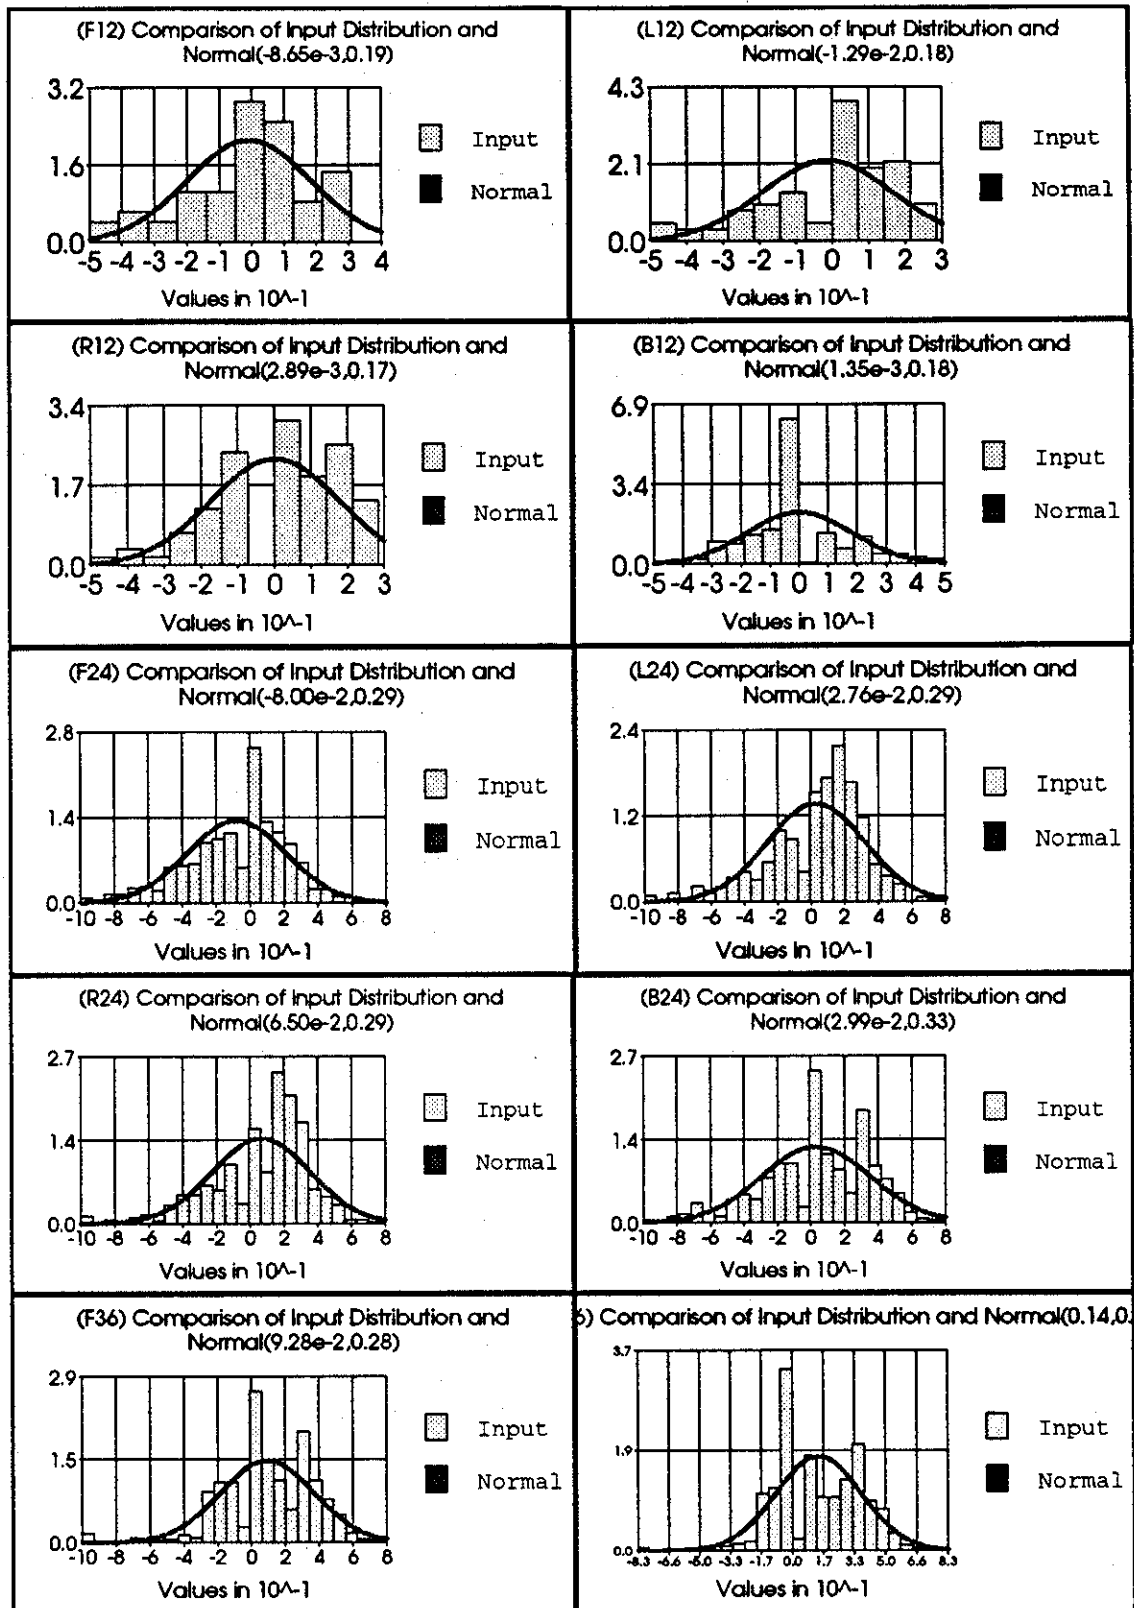 (F12) Comparison of Input Distribution and
Normal(-8.65e-3,0.19)
3.2
1.6
0.0
-5 -4 -3 -2 -1 0 1 2 3 4
Values in 10^-1
Input
Normal
(L12) Comparison of Input Distribution and
Normal(-1.29e-2,0.18)
4.3
2.1
0.0
-5 -4 -3 -2 -1 0 1 2 3
Values in 10^-1
Input
Normal
(R12) Comparison of Input Distribution and
Normal(2.89e-3,0.17)
3.4
1.7
0.0
-5 -4 -3 -2 -1 0 1 2 3
Values in 10^-1
Input
Normal
(B12) Comparison of Input Distribution and
Normal(1.35e-3,0.18)
6.9
3.4
0.0
-5 -4 -3 -2 -1 0 1 2 3 4 5
Values in 10^-1
Input
Normal
(F24) Comparison of Input Distribution and
Normal(-8.00e-2,0.29)
2.8
1.4
0.0
-10 -8 -6 -4 -2 0 2 4 6 8
Values in 10^-1
Input
Normal
(L24) Comparison of Input Distribution and
Normal(2.76e-2,0.29)
2.4
1.2
0.0
-10 -8 -6 -4 -2 0 2 4 6 8
Values in 10^-1
Input
Normal
(R24) Comparison of Input Distribution and
Normal(6.50e-2,0.29)
2.7
1.4
0.0
-10 -8 -6 -4 -2 0 2 4 6 8
Values in 10^-1
Input
Normal
(B24) Comparison of Input Distribution and
Normal(2.99e-2,0.33)
2.7
1.4
0.0
-10 -8 -6 -4 -2 0 2 4 6 8
Values in 10^-1
Input
Normal
(F36) Comparison of Input Distribution and
Normal(9.28e-2,0.28)
2.9
1.5
0.0
-10 -8 -6 -4 -2 0 2 4 6 8
Values in 10^-1
Input
Normal
6) Comparison of Input Distribution and Normal(0.14,0.
3.7
1.9
0.0
-8.3 -6.6 -5.0 -3.3 -1.7 0.0 1.7 3.3 5.0 6.6 8.3
Values in 10^-1
Input
Normal